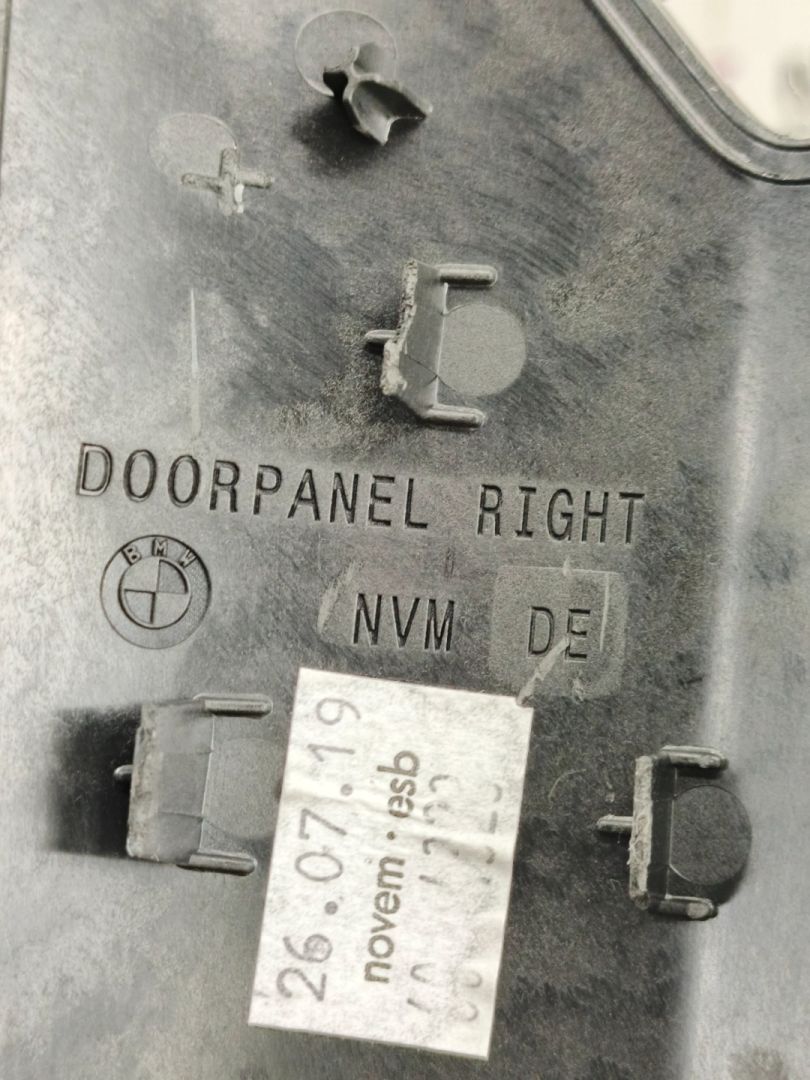 DOORPANEL RIGHT
BMW
NVM DE
26.07.19
novem·esb